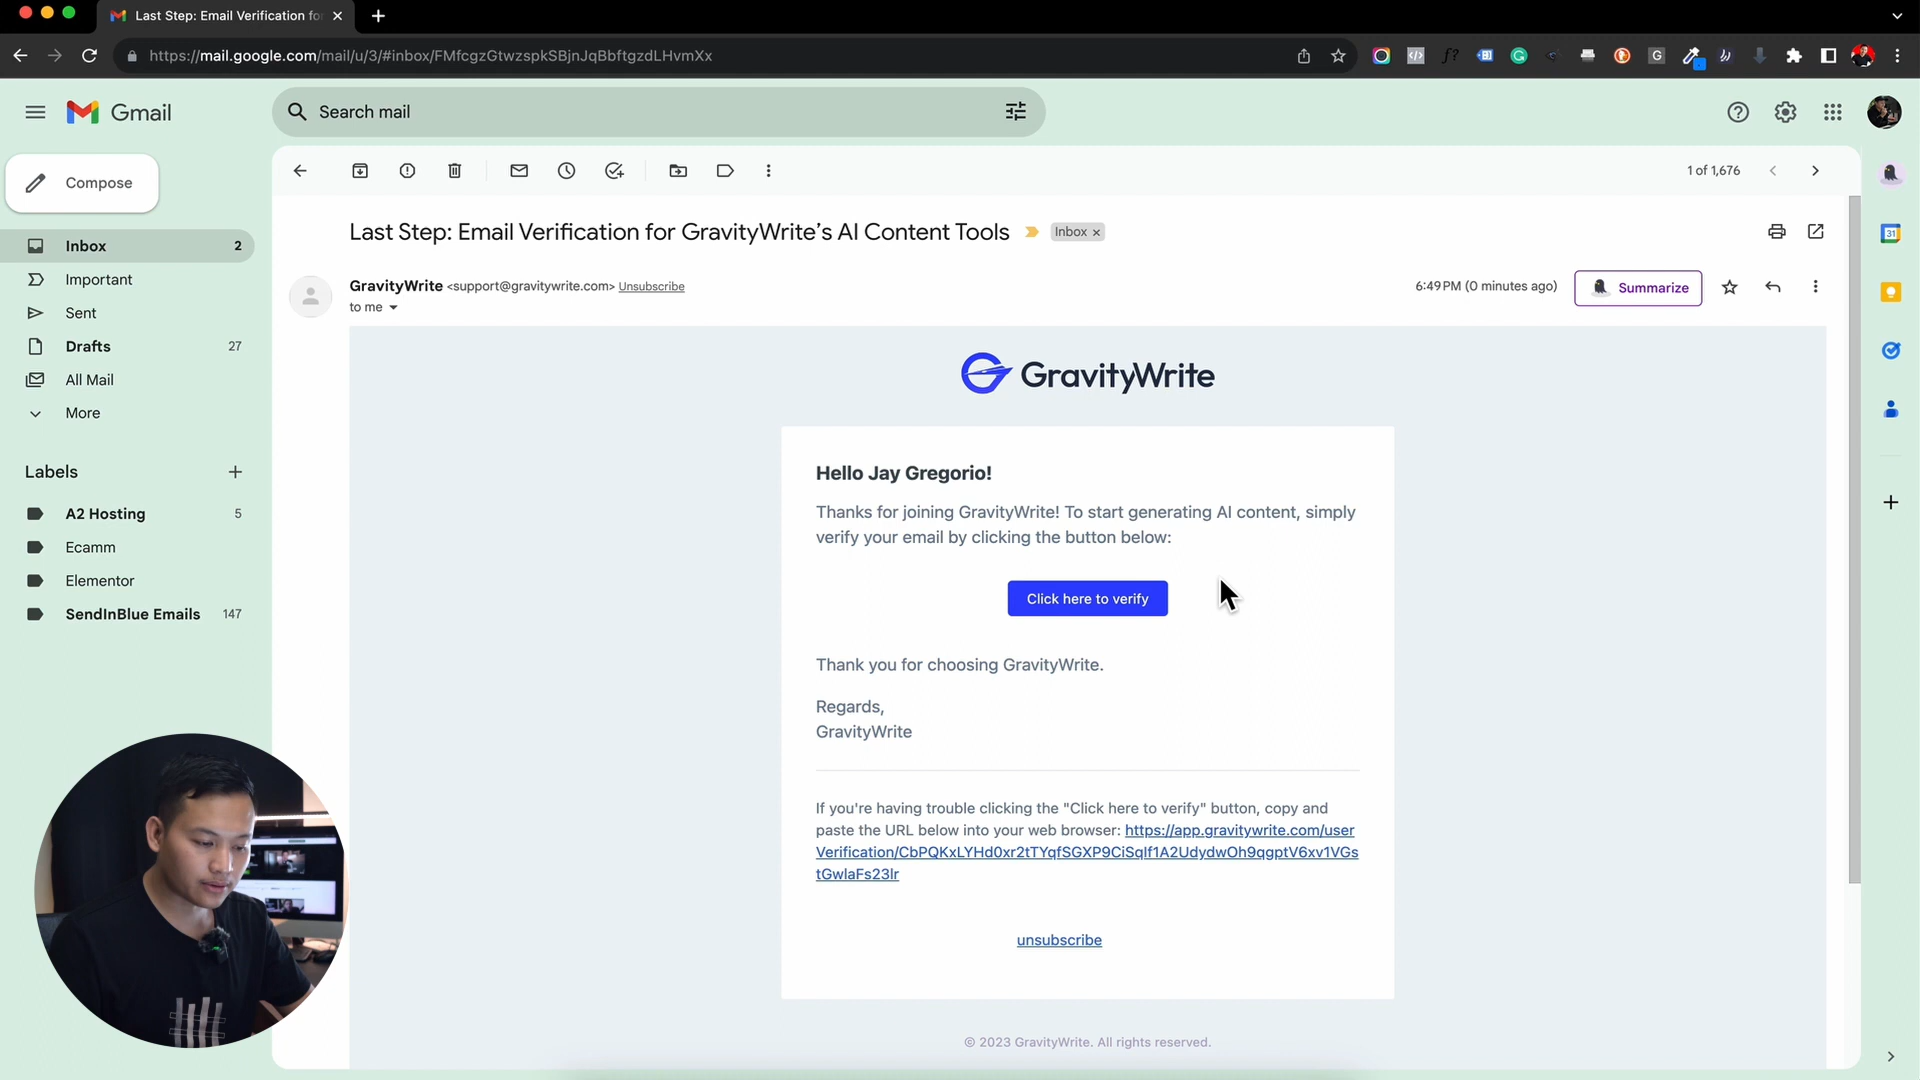 Last Step: Email Verification fo
https://mail.google.com/mail/u/3/#inbox/FMfcgzGtwzspkSBjnJqBbftgzdLHvmXx
Gmail
Search mail
Compose
1 of 1,676
Last Step: Email Verification for GravityWrite’s AI Content Tools
Inbox
Inbox 2
Important
Sent
Drafts 27
All Mail
More
Labels
A2 Hosting 5
Ecamm
Elementor
SendInBlue Emails 147
GravityWrite <support@gravitywrite.com> Unsubscribe
6:49 PM (0 minutes ago)
Summarize
to me
GravityWrite
Hello Jay Gregorio!
Thanks for joining GravityWrite! To start generating AI content, simply
verify your email by clicking the button below:
Click here to verify
Thank you for choosing GravityWrite.
Regards,
GravityWrite
If you're having trouble clicking the "Click here to verify" button, copy and
paste the URL below into your web browser: https://app.gravitywrite.com/user
Verification/CbPQKxLYHd0xr2tTYqfSGXP9CiSqlf1A2UdydwOh9qgptV6xv1VGs
tGwlaFs23lr
unsubscribe
© 2023 GravityWrite. All rights reserved.
31